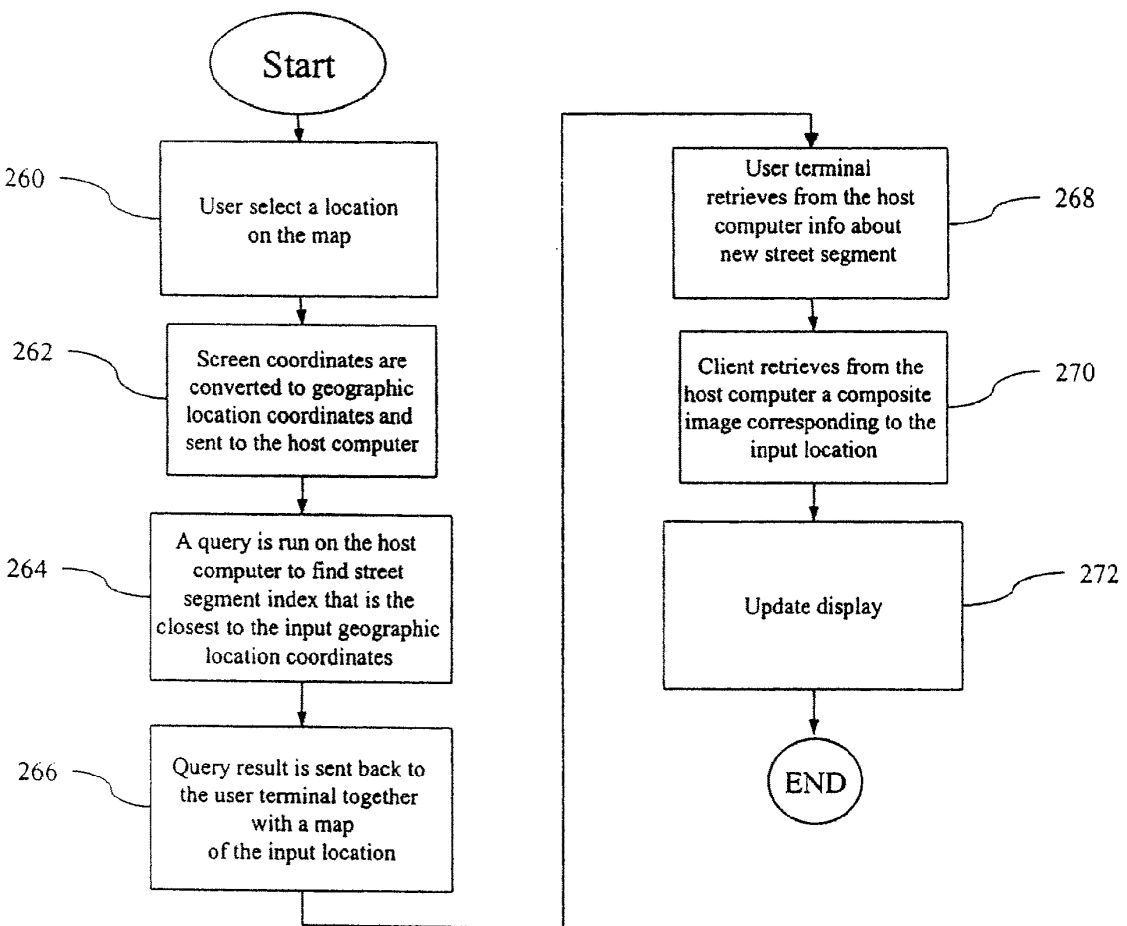 Start
260
User select a location
on the map
262
Screen coordinates are
converted to geographic
location coordinates and
sent to the host computer
264
A query is run on the host
computer to find street
segment index that is the
closest to the input geographic
location coordinates
266
Query result is sent back to
the user terminal together
with a map
of the input location
User terminal
retrieves from the host
computer info about
new street segment
268
Client retrieves from the
host computer a composite
image corresponding to the
input location
270
Update display
272
END